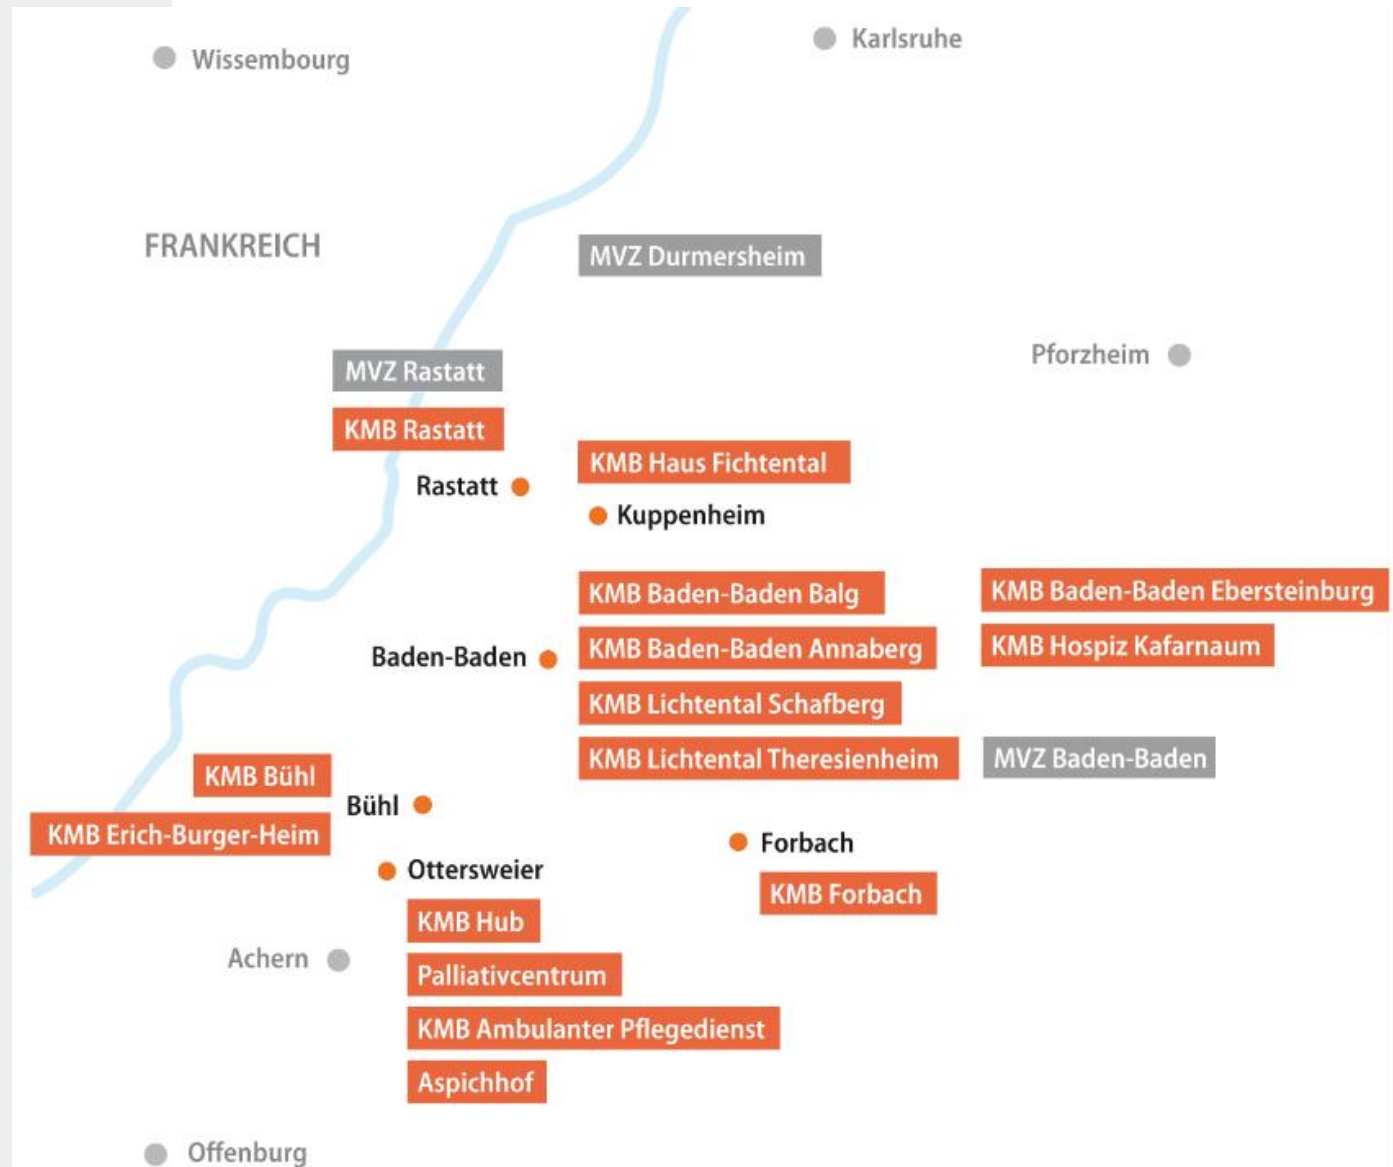 Wissembourg
Karlsruhe
FRANKREICH
MVZ Durmersheim
Pforzheim
MVZ Rastatt
KMB Rastatt
KMB Haus Fichtental
Rastatt
Kuppenheim
KMB Baden-Baden Balg
KMB Baden-Baden Ebersteinburg
Baden-Baden
KMB Baden-Baden Annaberg
KMB Hospiz Kafarnaum
KMB Lichtental Schafberg
KMB Lichtental Theresienheim
MVZ Baden-Baden
KMB Bühl
Bühl
KMB Erich-Burger-Heim
Forbach
Ottersweier
KMB Forbach
KMB Hub
Achern
Palliativcentrum
KMB Ambulanter Pflegedienst
Aspichhof
Offenburg